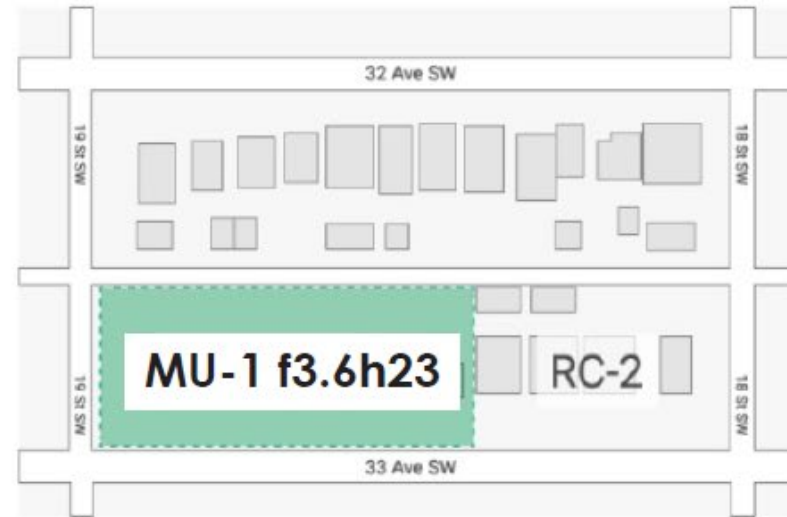 32 Ave SW
19 St SW
18 St SW
MU-1 f3.6h23
RC-2
19 St SW
18 St SW
33 Ave SW